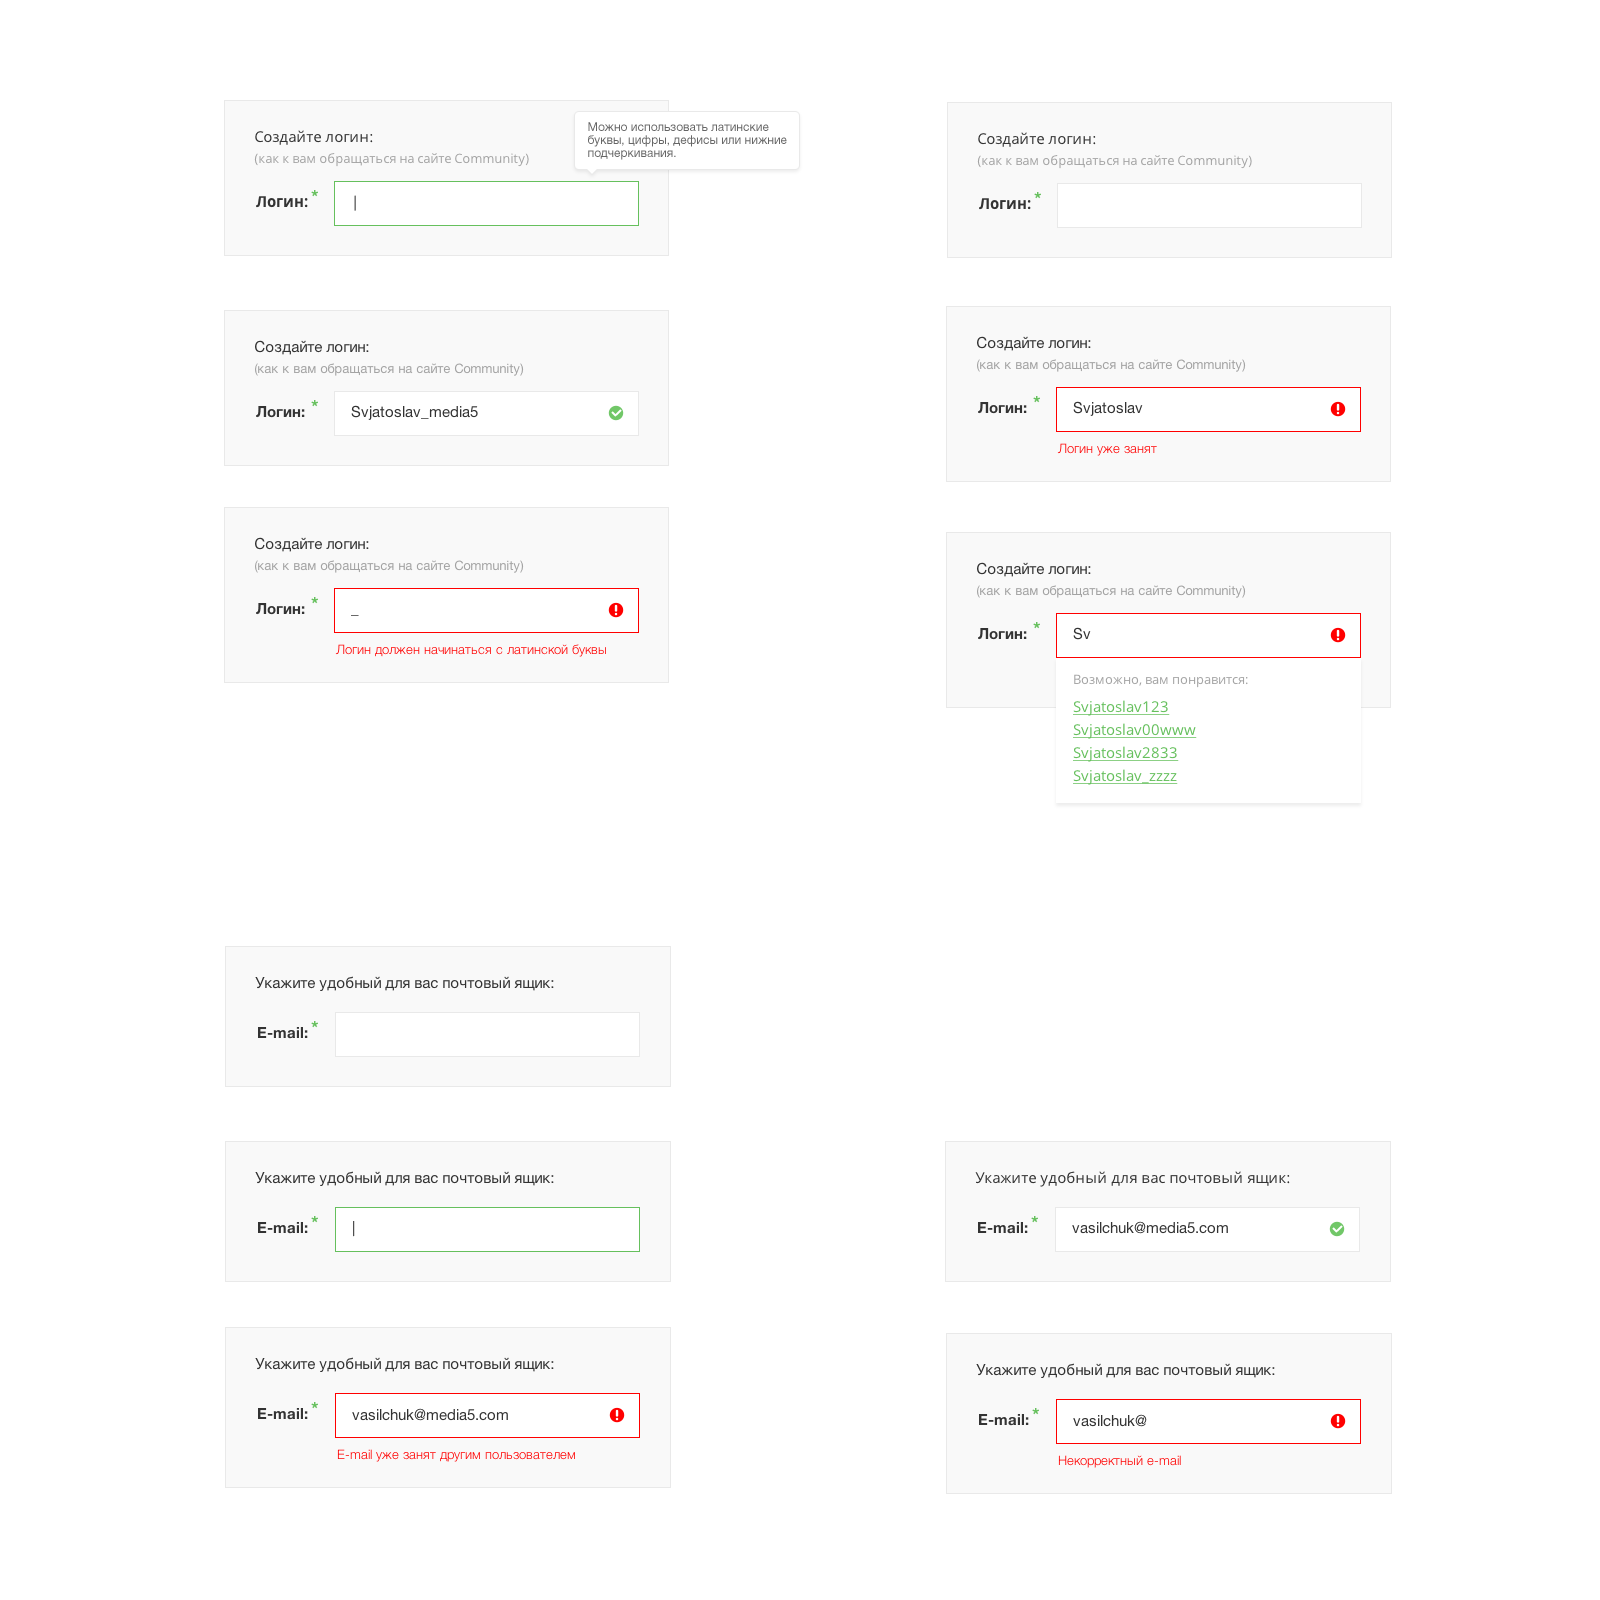 Создайте логин:
(как к вам обращаться на сайте Community)
Можно использовать латинские
буквы, цифры, дефисы или нижние
подчеркивания.
Логин: *
|
Создайте логин:
(как к вам обращаться на сайте Community)
Логин: *
Создайте логин:
(как к вам обращаться на сайте Community)
Логин: * Svjatoslav_media5
Создайте логин:
(как к вам обращаться на сайте Community)
Логин: * Svjatoslav
Логин уже занят
Создайте логин:
(как к вам обращаться на сайте Community)
Логин: * _
Логин должен начинаться с латинской буквы
Создайте логин:
(как к вам обращаться на сайте Community)
Логин: * Sv
Возможно, вам понравится:
Svjatoslav123
Svjatoslav00www
Svjatoslav2833
Svjatoslav_zzzz
Укажите удобный для вас почтовый ящик:
E-mail: *
Укажите удобный для вас почтовый ящик:
E-mail: * |
Укажите удобный для вас почтовый ящик:
E-mail: * vasilchuk@media5.com
Укажите удобный для вас почтовый ящик:
E-mail: * vasilchuk@media5.com
E-mail уже занят другим пользователем
Укажите удобный для вас почтовый ящик:
E-mail: * vasilchuk@
Некорректный e-mail